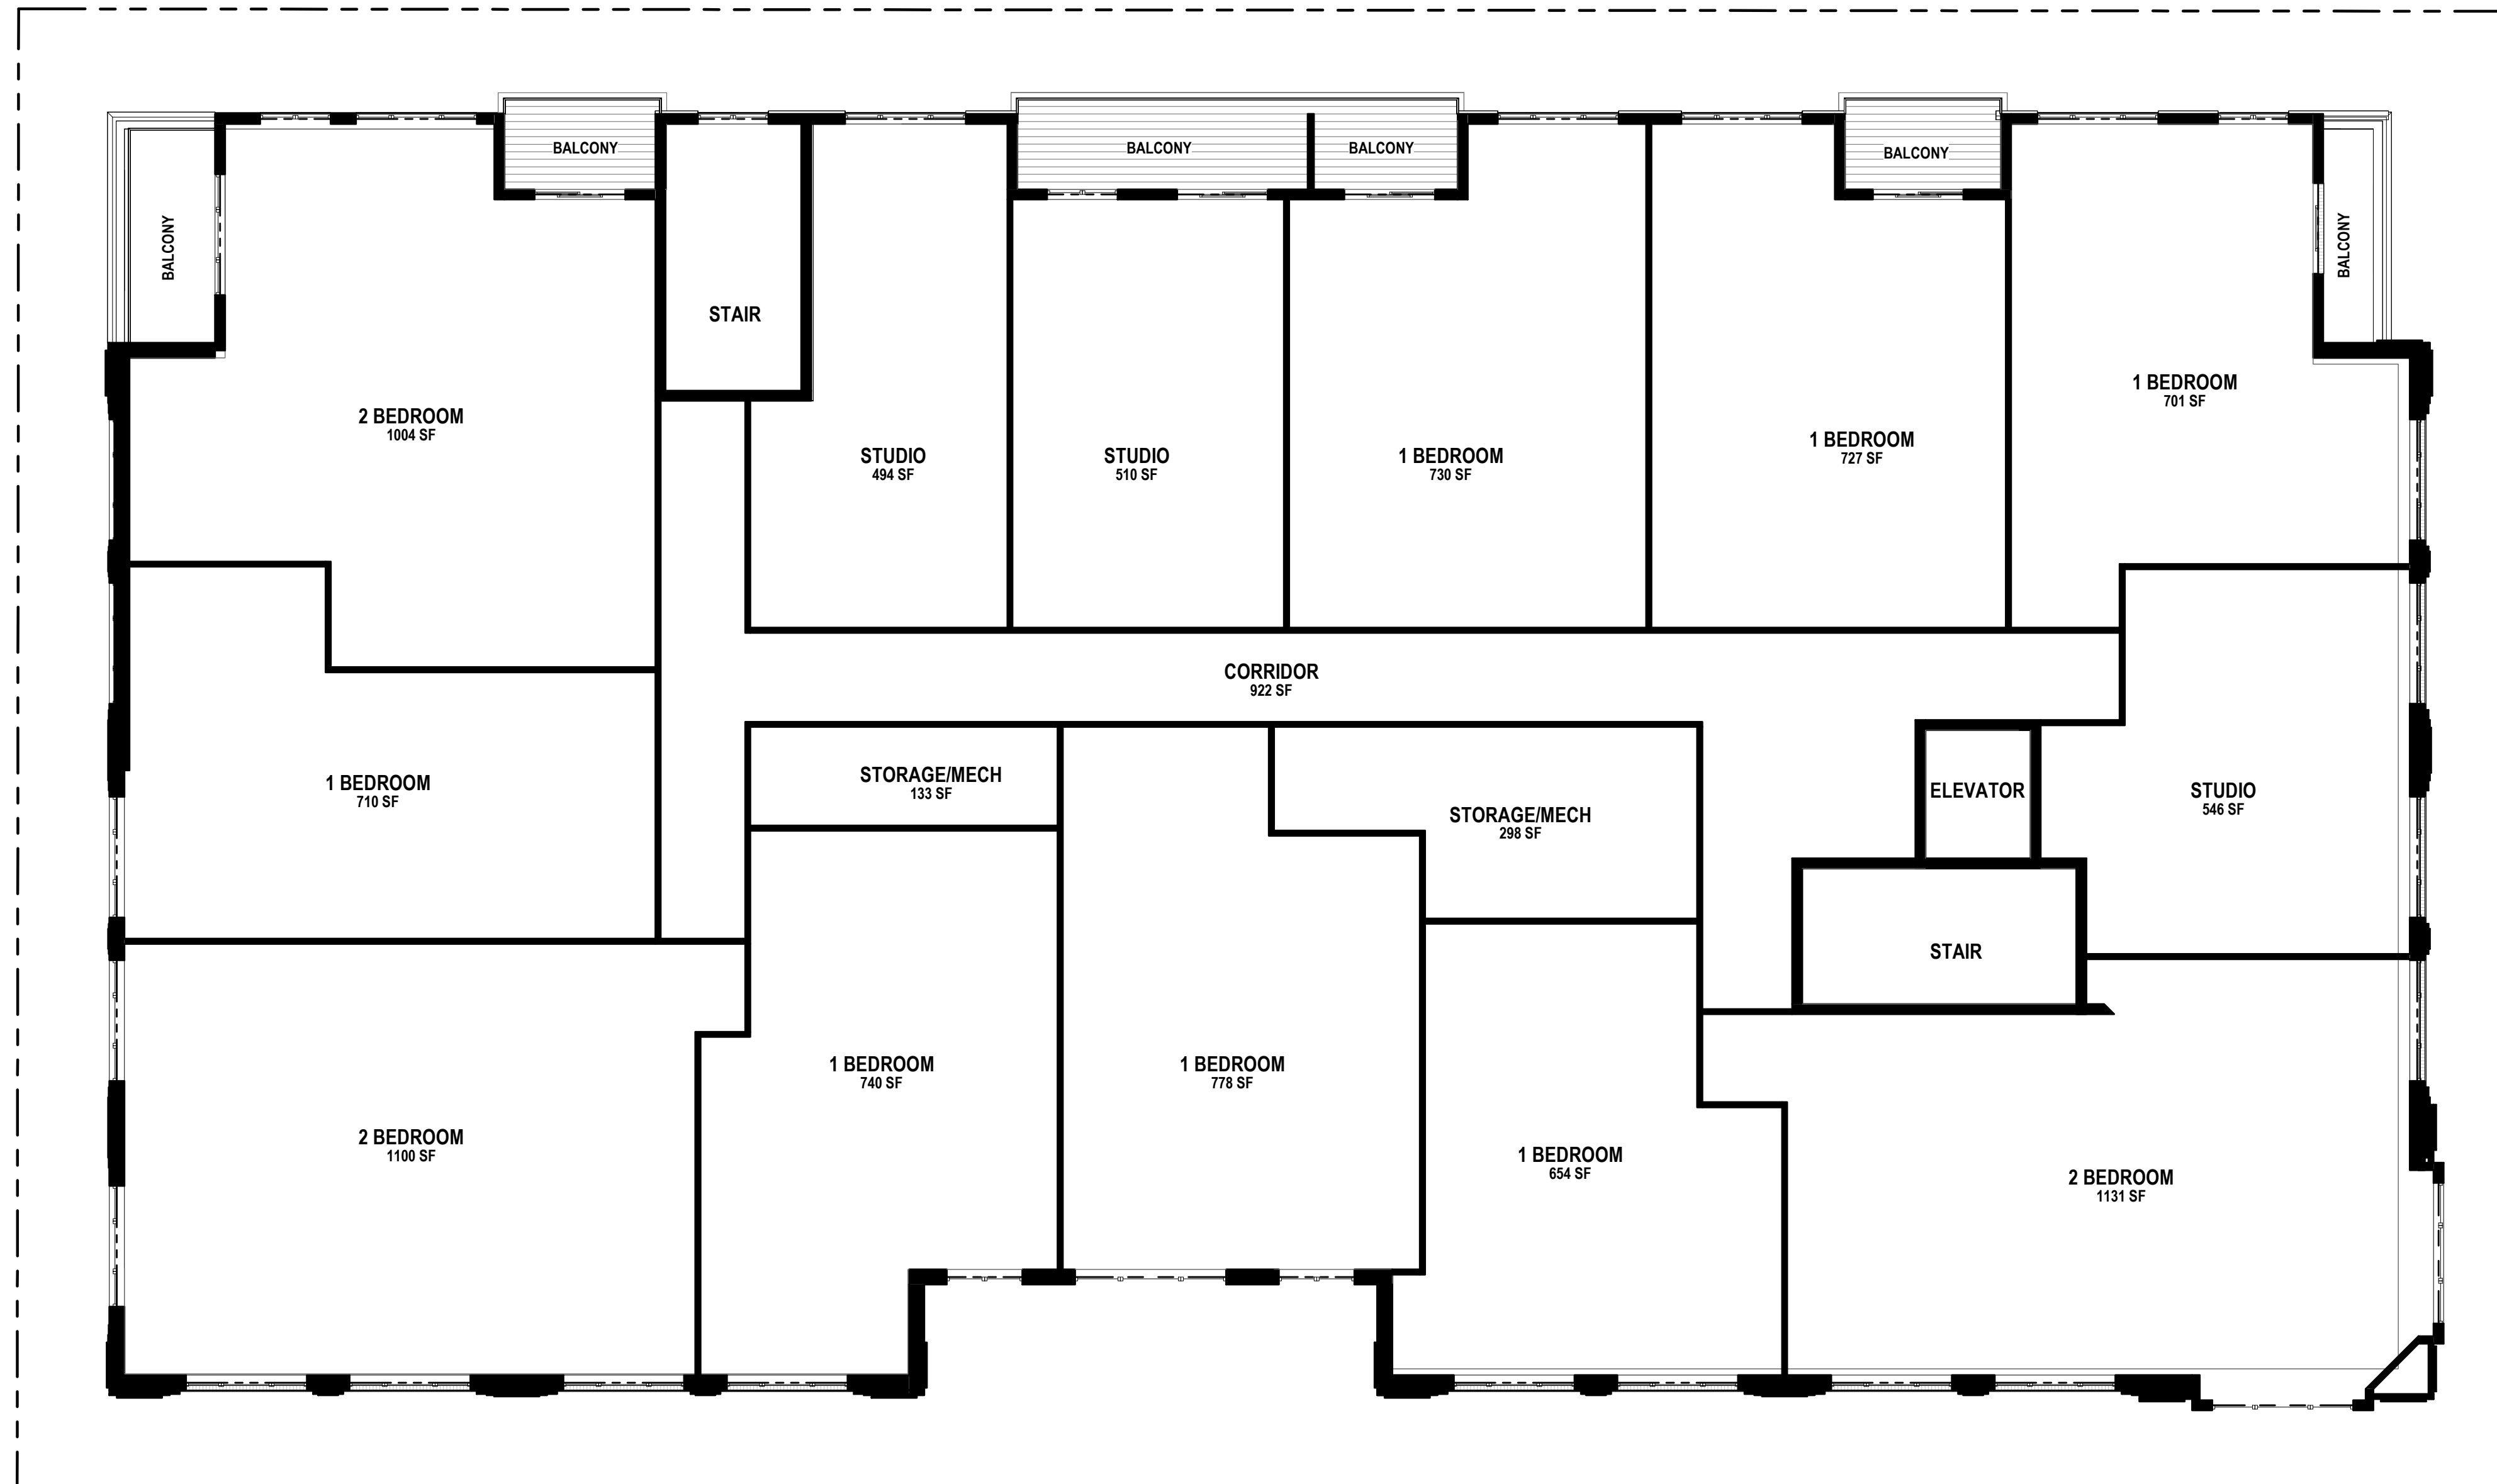 BALCONY
BALCONY
BALCONY
BALCONY
BALCONY
BALCONY
STAIR
2 BEDROOM
1004 SF
STUDIO
494 SF
STUDIO
510 SF
1 BEDROOM
730 SF
1 BEDROOM
727 SF
1 BEDROOM
701 SF
CORRIDOR
922 SF
1 BEDROOM
710 SF
STORAGE/MECH
133 SF
STORAGE/MECH
298 SF
ELEVATOR
STUDIO
546 SF
STAIR
2 BEDROOM
1100 SF
1 BEDROOM
740 SF
1 BEDROOM
778 SF
1 BEDROOM
654 SF
2 BEDROOM
1131 SF